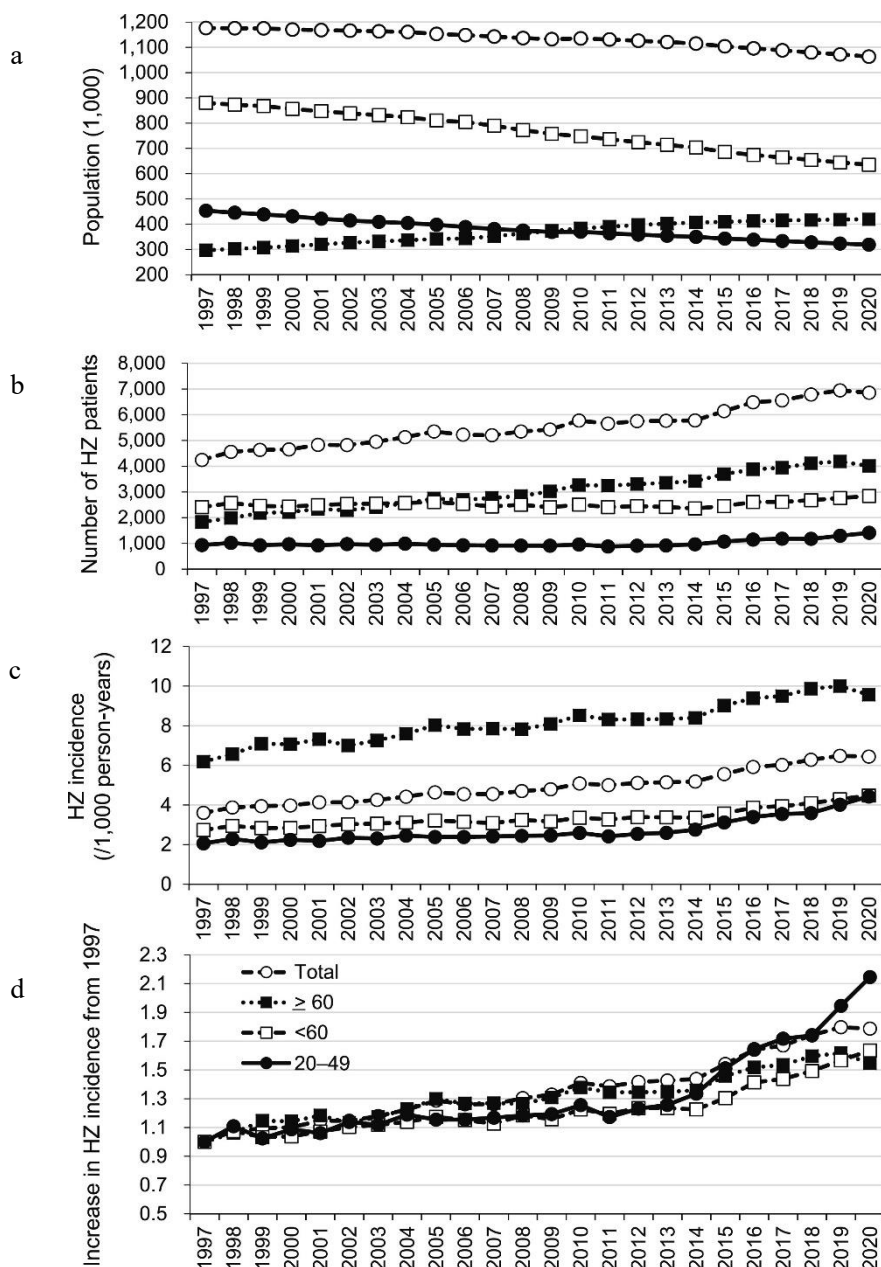 a
Population (1,000)
1,200
1,100
1,000
900
800
700
600
500
400
300
200
1997 1998 1999 2000 2001 2002 2003 2004 2005 2006 2007 2008 2009 2010 2011 2012 2013 2014 2015 2016 2017 2018 2019 2020
b
Number of HZ patients
8,000
7,000
6,000
5,000
4,000
3,000
2,000
1,000
0
1997 1998 1999 2000 2001 2002 2003 2004 2005 2006 2007 2008 2009 2010 2011 2012 2013 2014 2015 2016 2017 2018 2019 2020
c
HZ incidence
(/1,000 person-years)
12
10
8
6
4
2
0
1997 1998 1999 2000 2001 2002 2003 2004 2005 2006 2007 2008 2009 2010 2011 2012 2013 2014 2015 2016 2017 2018 2019 2020
d
Increase in HZ incidence from 1997
2.3
2.1
1.9
1.7
1.5
1.3
1.1
0.9
0.7
0.5
Total
≥ 60
<60
20–49
1997 1998 1999 2000 2001 2002 2003 2004 2005 2006 2007 2008 2009 2010 2011 2012 2013 2014 2015 2016 2017 2018 2019 2020